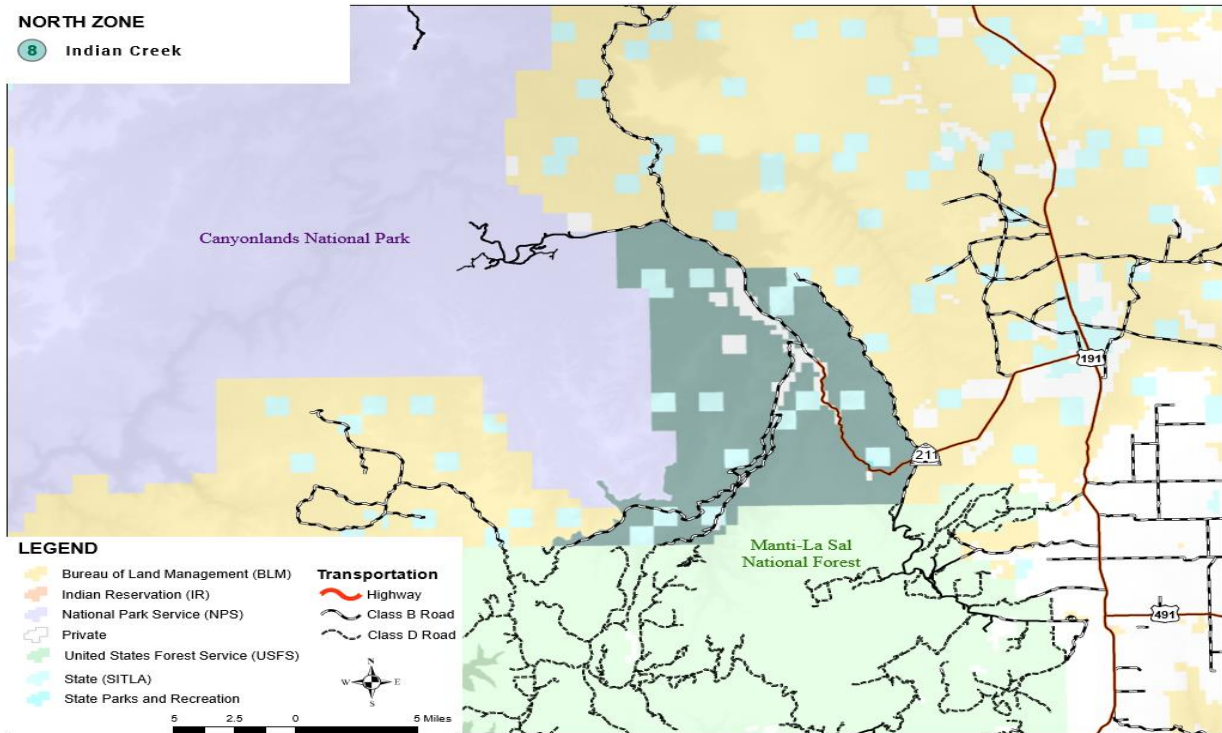 NORTH ZONE
8 Indian Creek
Canyonlands National Park
191
211
Manti-La Sal
National Forest
491
LEGEND
Bureau of Land Management (BLM)
Indian Reservation (IR)
National Park Service (NPS)
Private
United States Forest Service (USFS)
State (SITLA)
State Parks and Recreation
Transportation
Highway
Class B Road
Class D Road
N
W E
S
5 2.5 0 5 Miles